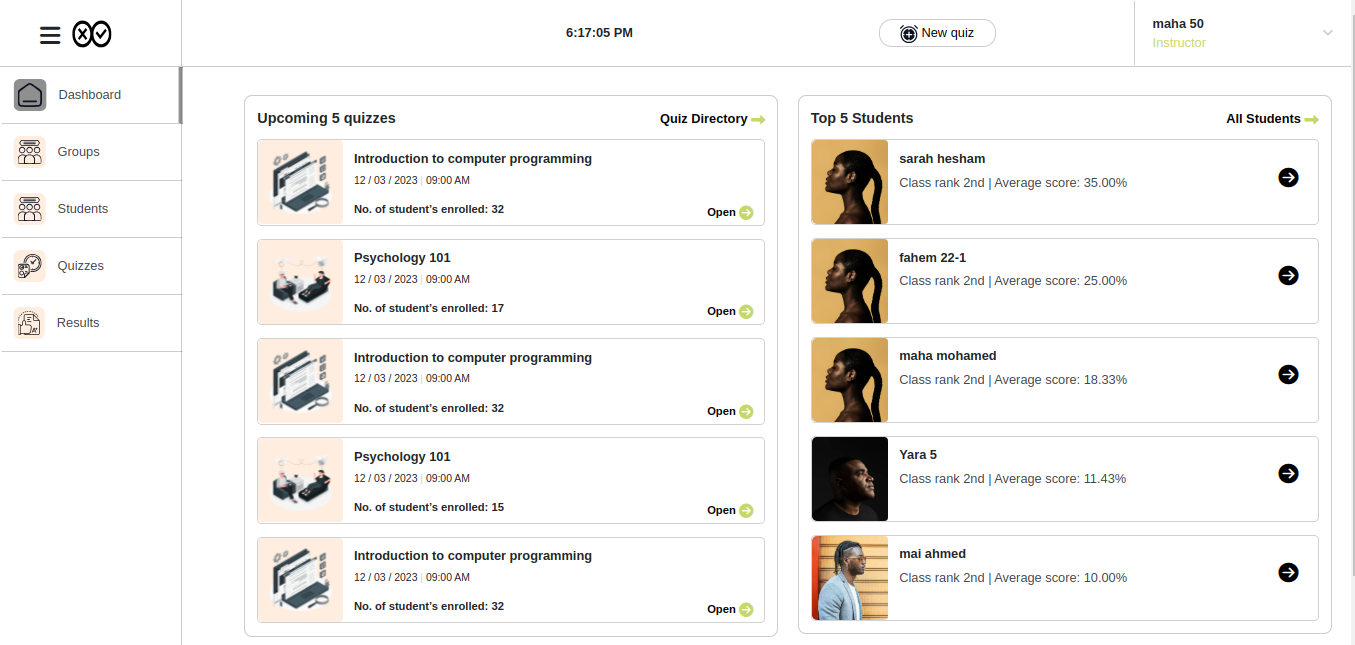 6:17:05 PM
New quiz
maha 50
Instructor
Dashboard
Groups
Students
Quizzes
Results
Upcoming 5 quizzes
Quiz Directory
Introduction to computer programming
12 / 03 / 2023 | 09:00 AM
No. of student’s enrolled: 32
Open
Psychology 101
12 / 03 / 2023 | 09:00 AM
No. of student’s enrolled: 17
Open
Introduction to computer programming
12 / 03 / 2023 | 09:00 AM
No. of student’s enrolled: 32
Open
Psychology 101
12 / 03 / 2023 | 09:00 AM
No. of student’s enrolled: 15
Open
Introduction to computer programming
12 / 03 / 2023 | 09:00 AM
No. of student’s enrolled: 32
Open
Top 5 Students
All Students
sarah hesham
Class rank 2nd | Average score: 35.00%
fahem 22-1
Class rank 2nd | Average score: 25.00%
maha mohamed
Class rank 2nd | Average score: 18.33%
Yara 5
Class rank 2nd | Average score: 11.43%
mai ahmed
Class rank 2nd | Average score: 10.00%